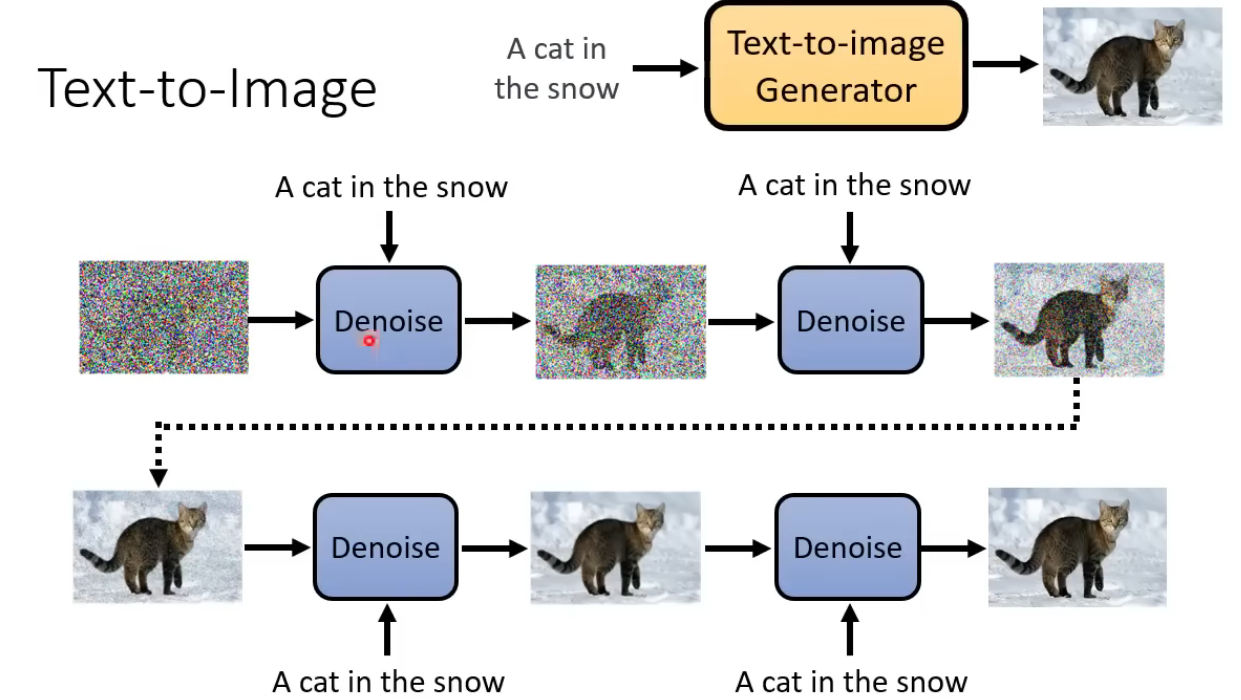 Text-to-Image
A cat in
the snow
Text-to-image
Generator
A cat in the snow
A cat in the snow
Denoise
Denoise
Denoise
Denoise
A cat in the snow
A cat in the snow